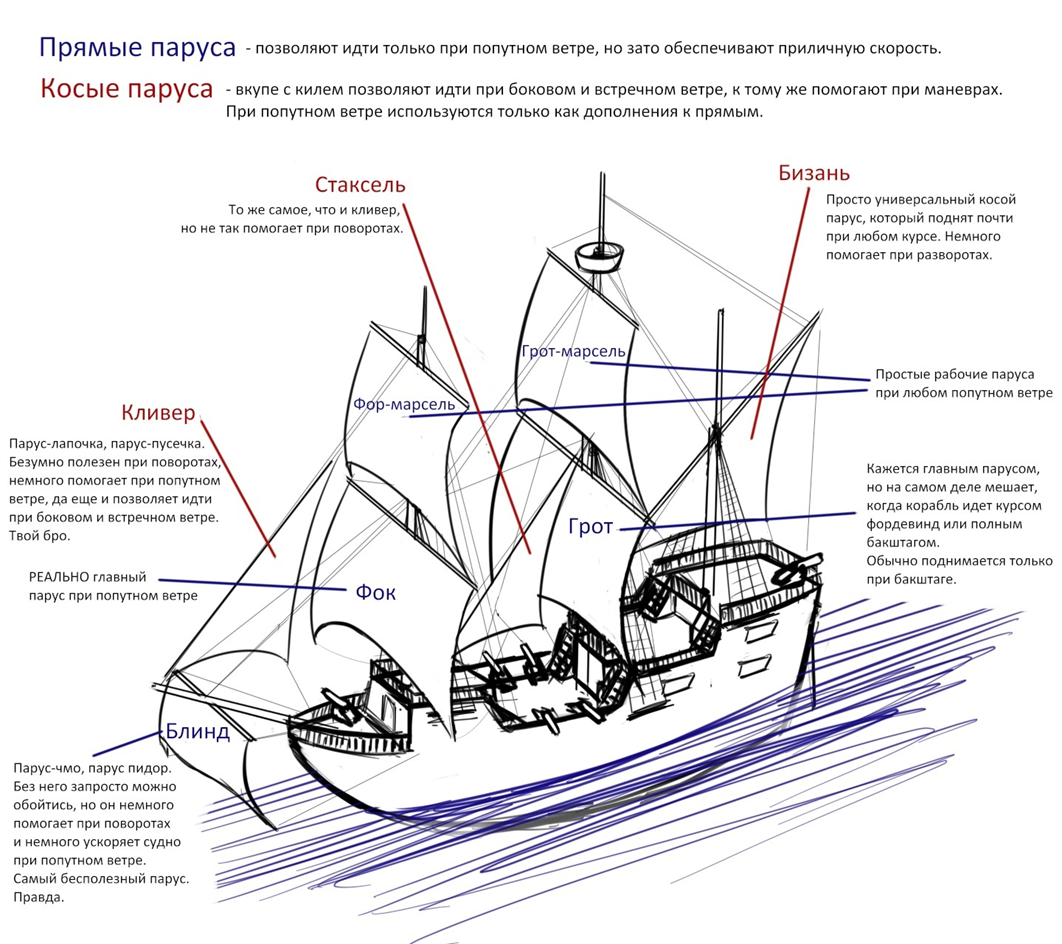 Прямые паруса - позволяют идти только при попутном ветре, но зато обеспечивают приличную скорость.
Косые паруса - вкупе с килем позволяют идти при боковом и встречном ветре, к тому же помогают при маневрах.
При попутном ветре используются только как дополнения к прямым.
Стаксель
То же самое, что и кливер,
но не так помогает при поворотах.
Бизань
Просто универсальный косой
парус, который поднят почти
при любом курсе. Немного
помогает при разворотах.
Грот-марсель
Фор-марсель
Простые рабочие паруса
при любом попутном ветре
Кливер
Парус-лапочка, парус-пусечка.
Безумно полезен при поворотах,
немного помогает при попутном
ветре, да еще и позволяет идти
при боковом и встречном ветре.
Твой бро.
Кажется главным парусом,
но на самом деле мешает,
когда корабль идет курсом
фордевинд или полным
бакштагом.
Обычно поднимается только
при бакштаге.
Грот
РЕАЛЬНО главный
парус при попутном ветре
Фок
Блинд
Парус-чмо, парус пидор.
Без него запросто можно
обойтись, но он немного
помогает при поворотах
и немного ускоряет судно
при попутном ветре.
Самый бесполезный парус.
Правда.